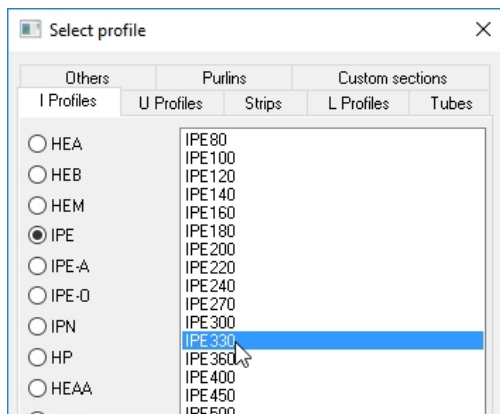 Select profile
Others Purlins Custom sections
I Profiles U Profiles Strips L Profiles Tubes
HEA
HEB
HEM
IPE
IPE-A
IPE-O
IPN
HP
HEAA
IPE80
IPE100
IPE120
IPE140
IPE160
IPE180
IPE200
IPE220
IPE240
IPE270
IPE300
IPE330
IPE360
IPE400
IPE450
IPE500